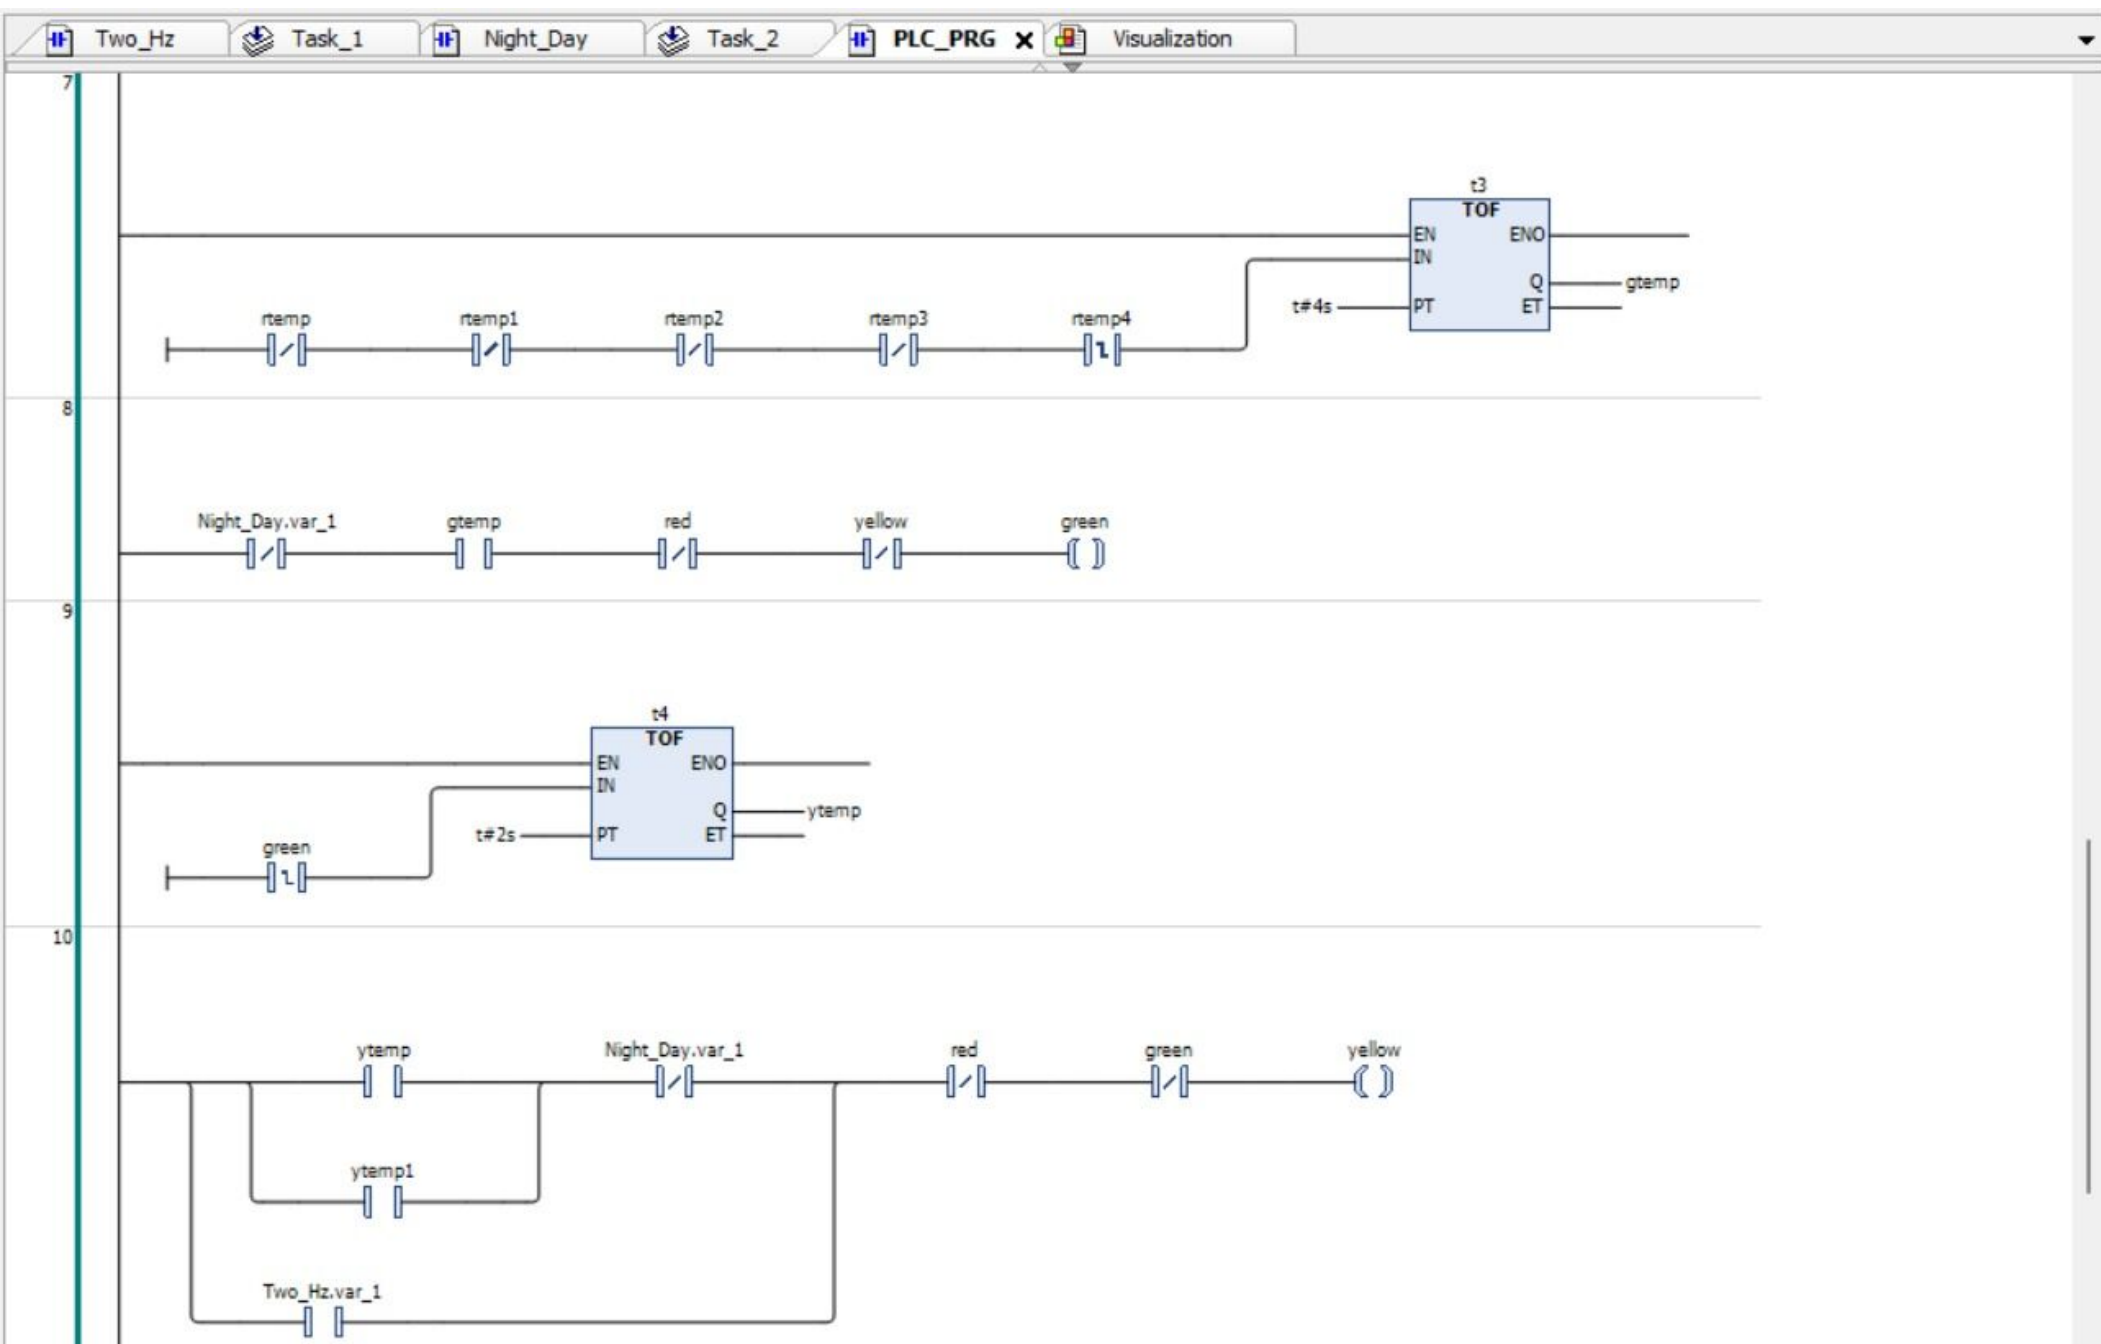 Two_Hz Task_1 Night_Day Task_2 PLC_PRG Visualization
7
t3
TOF
EN ENO
IN
Q gtemp
t#4s PT ET
rtemp rtemp1 rtemp2 rtemp3 rtemp4
8
Night_Day.var_1 gtemp red yellow green
9
t4
TOF
EN ENO
IN
Q ytemp
t#2s PT ET
green
10
ytemp Night_Day.var_1 red green yellow
ytemp1
Two_Hz.var_1